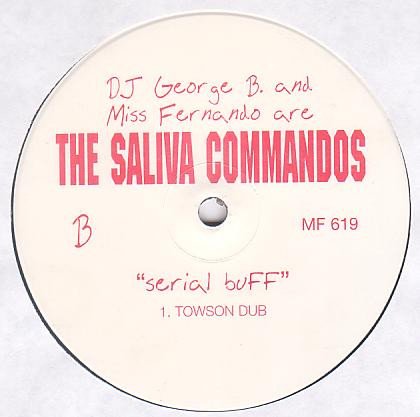 DJ George B. and
Miss Fernando are
THE SALIVA COMMANDOS
B
MF 619
"serial buFF"
1. TOWSON DUB